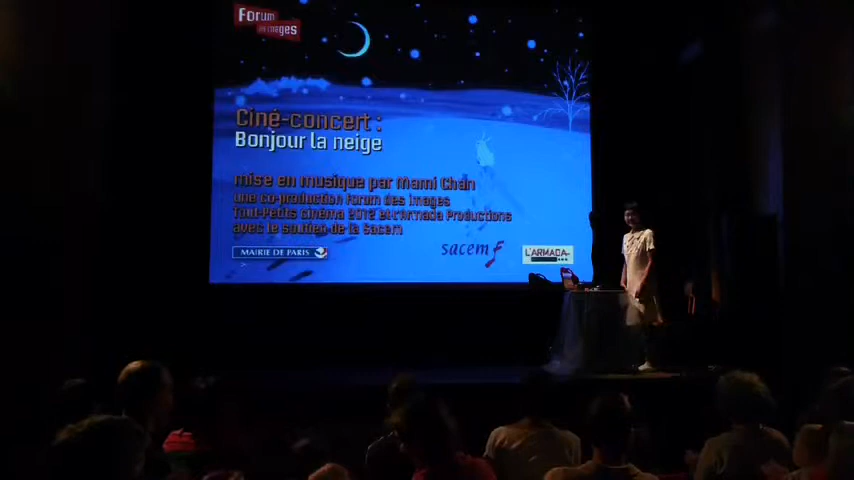 Forum
des images
Ciné-concert :
Bonjour la neige
mise en musique par Mami Chan
une co-production Forum des images
Tout-Petits cinéma 2012 et L'Armada Productions
avec le soutien de la Sacem
MAIRIE DE PARIS
sacem
L'ARMADA